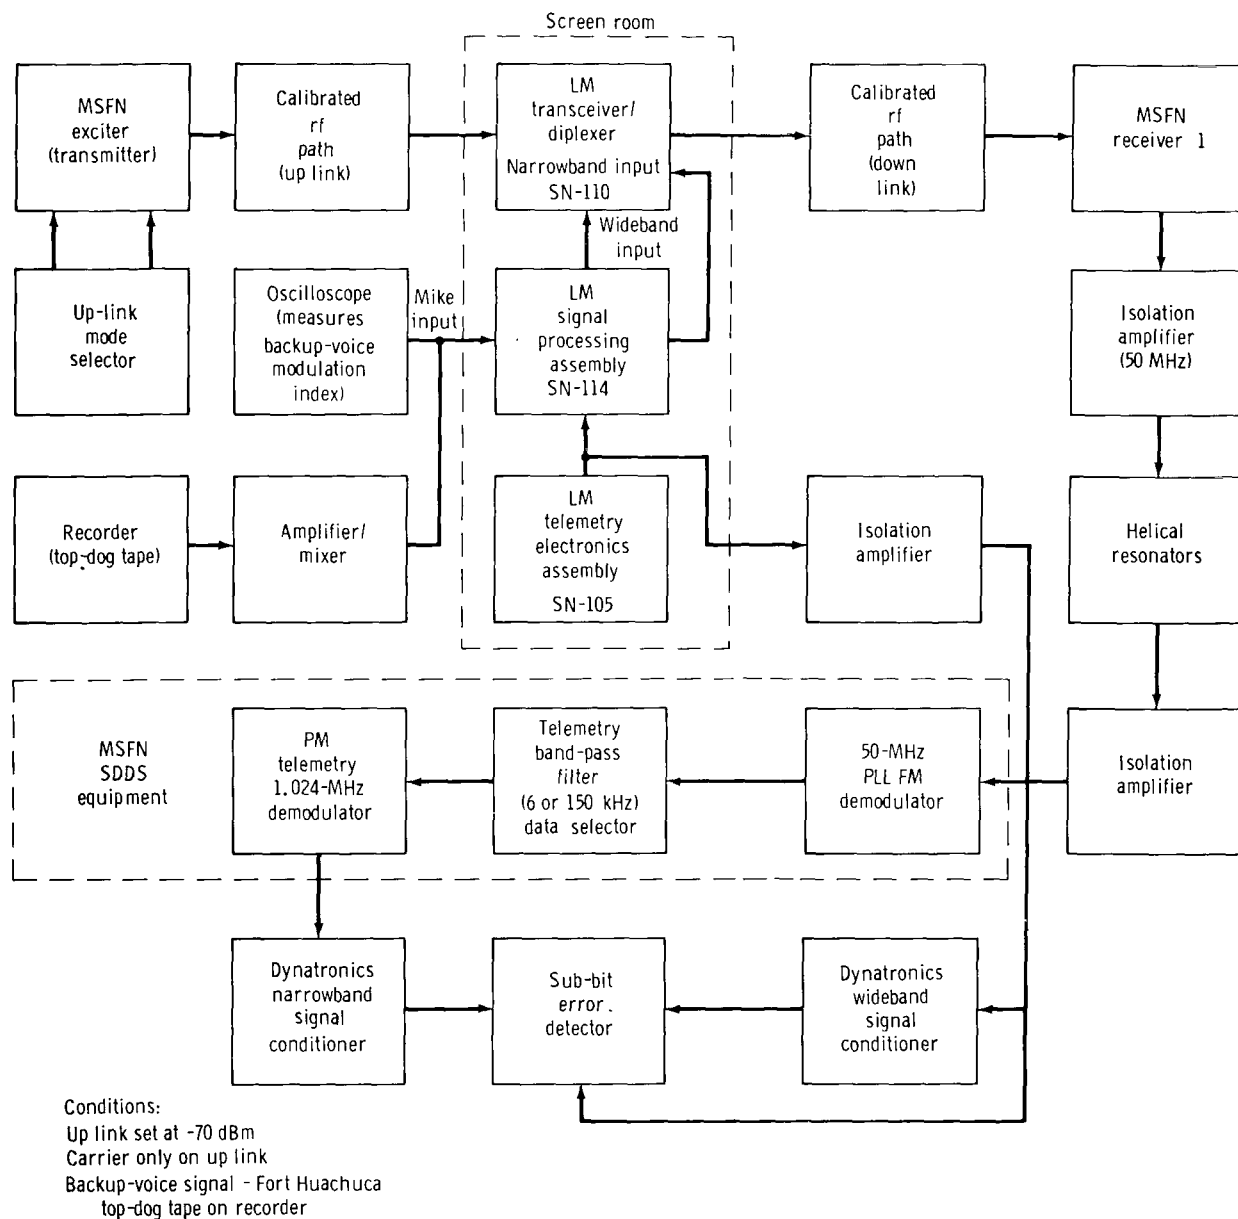 Screen room
MSFN
exciter
(transmitter)
Calibrated
rf
path
(up link)
LM
transceiver/
diplexer
Narrowband input
SN-110
Calibrated
rf
path
(down
link)
MSFN
receiver 1
Wideband
input
Up-link
mode
selector
Oscilloscope
(measures
backup-voice
modulation
index)
Mike
input
LM
signal
processing
assembly
SN-114
Isolation
amplifier
(50 MHz)
Recorder
(top-dog tape)
Amplifier/
mixer
LM
telemetry
electronics
assembly
SN-105
Isolation
amplifier
Helical
resonators
MSFN
SDDS
equipment
PM
telemetry
1.024-MHz
demodulator
Telemetry
band-pass
filter
(6 or 150 kHz)
data selector
50-MHz
PLL FM
demodulator
Isolation
amplifier
Dynatronics
narrowband
signal
conditioner
Sub-bit
error.
detector
Dynatronics
wideband
signal
conditioner
Conditions:
Up link set at -70 dBm
Carrier only on up link
Backup-voice signal - Fort Huachuca
top-dog tape on recorder